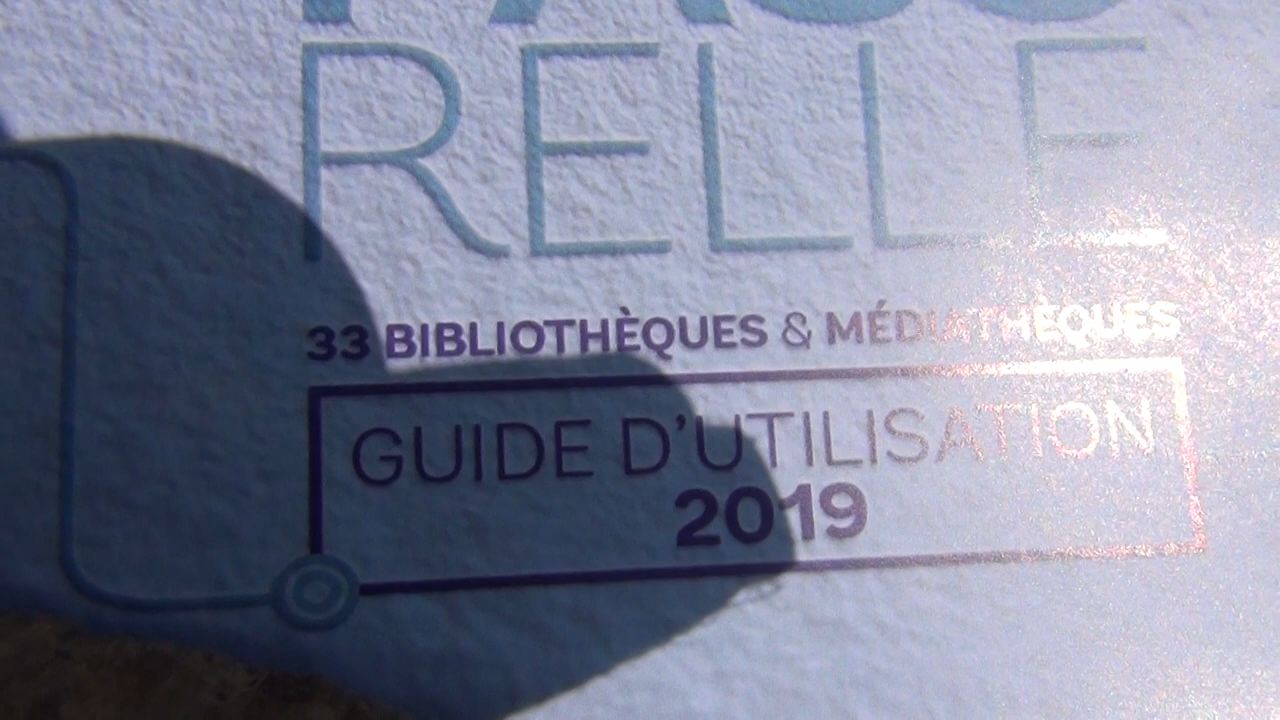 RELLE
33 BIBLIOTHÈQUES & MÉDIATHÈQUES
GUIDE D'UTILISATION
2019